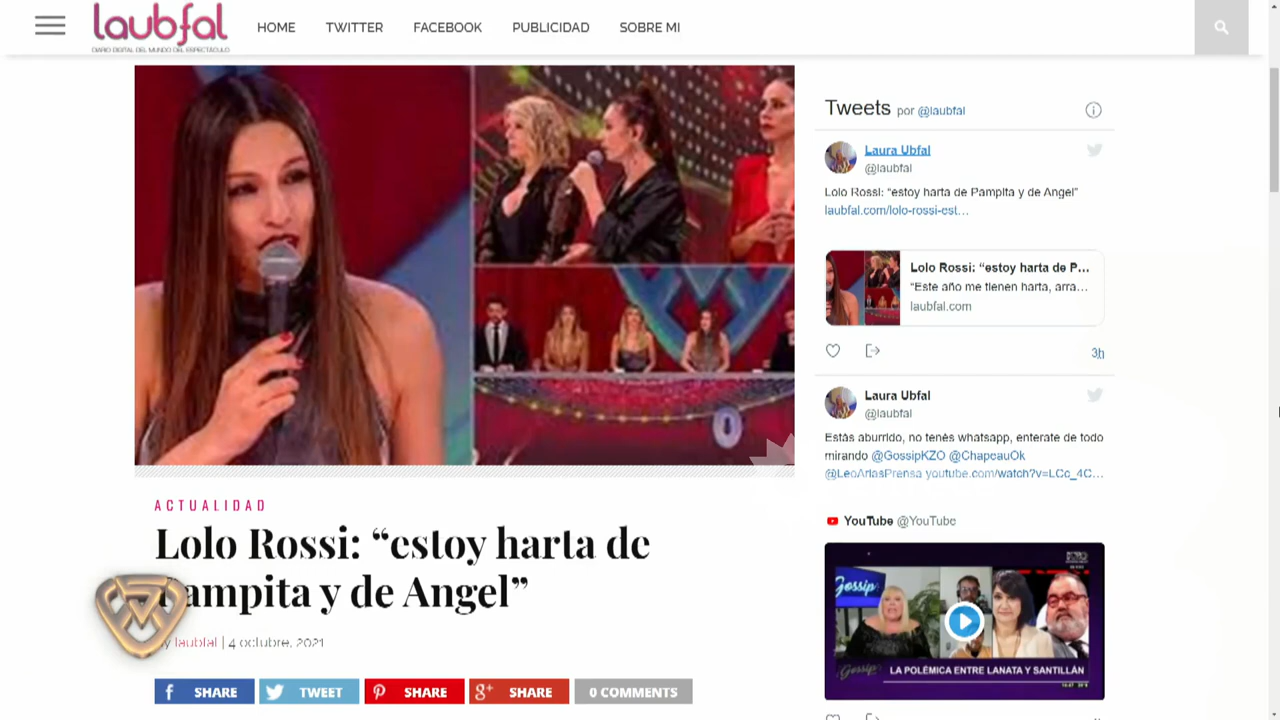 laubfal
DIARIO DIGITAL DEL MUNDO DEL ESPECTÁCULO
HOME TWITTER FACEBOOK PUBLICIDAD SOBRE MI
ACTUALIDAD
Lolo Rossi: “estoy harta de
Pampita y de Angel”
by laubfal | 4 octubre, 2021
SHARE TWEET SHARE SHARE 0 COMMENTS
Tweets por @laubfal
Laura Ubfal
@laubfal
Lolo Rossi: “estoy harta de Pampita y de Angel”
laubfal.com/lolo-rossi-est…
Lolo Rossi: “estoy harta de P…
“Este año me tienen harta, arra…
laubfal.com
3h
Laura Ubfal
@laubfal
Estás aburrido, no tenés whatsapp, enterate de todo
mirando @GossipKZO @ChapeauOk
@LeoAriasPrensa youtube.com/watch?v=LCc_4C…
YouTube @YouTube
Gossip
Gossip LA POLÉMICA ENTRE LANATA Y SANTILLÁN